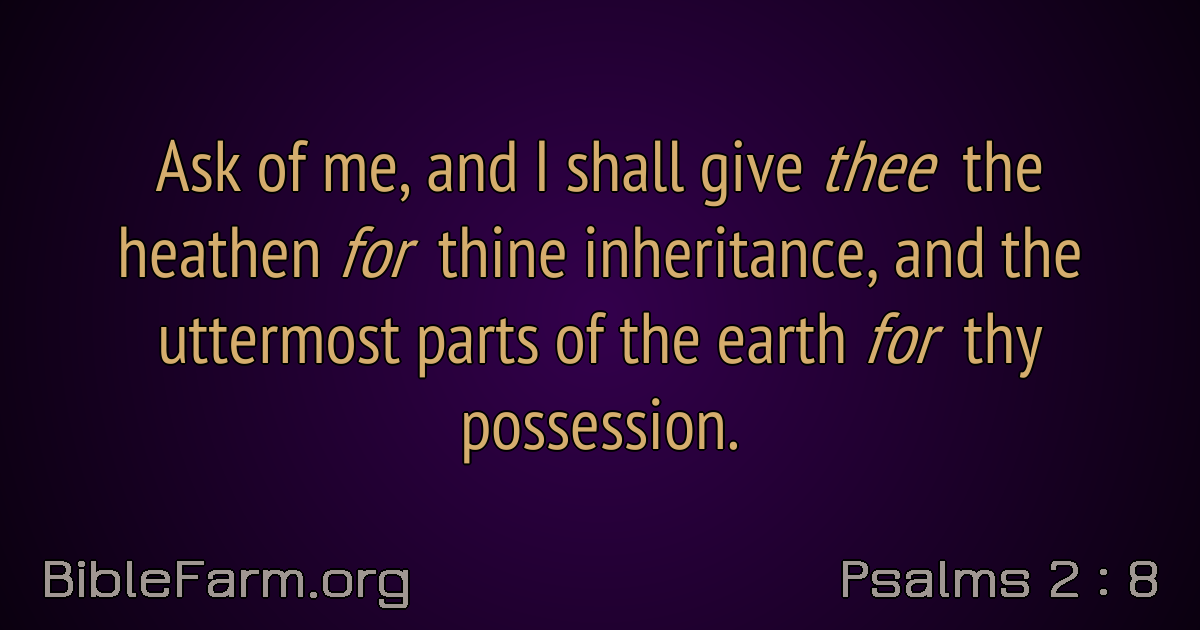 Ask of me, and I shall give thee the
heathen for thine inheritance, and the
uttermost parts of the earth for thy
possession.
BibleFarm.org
Psalms 2 : 8